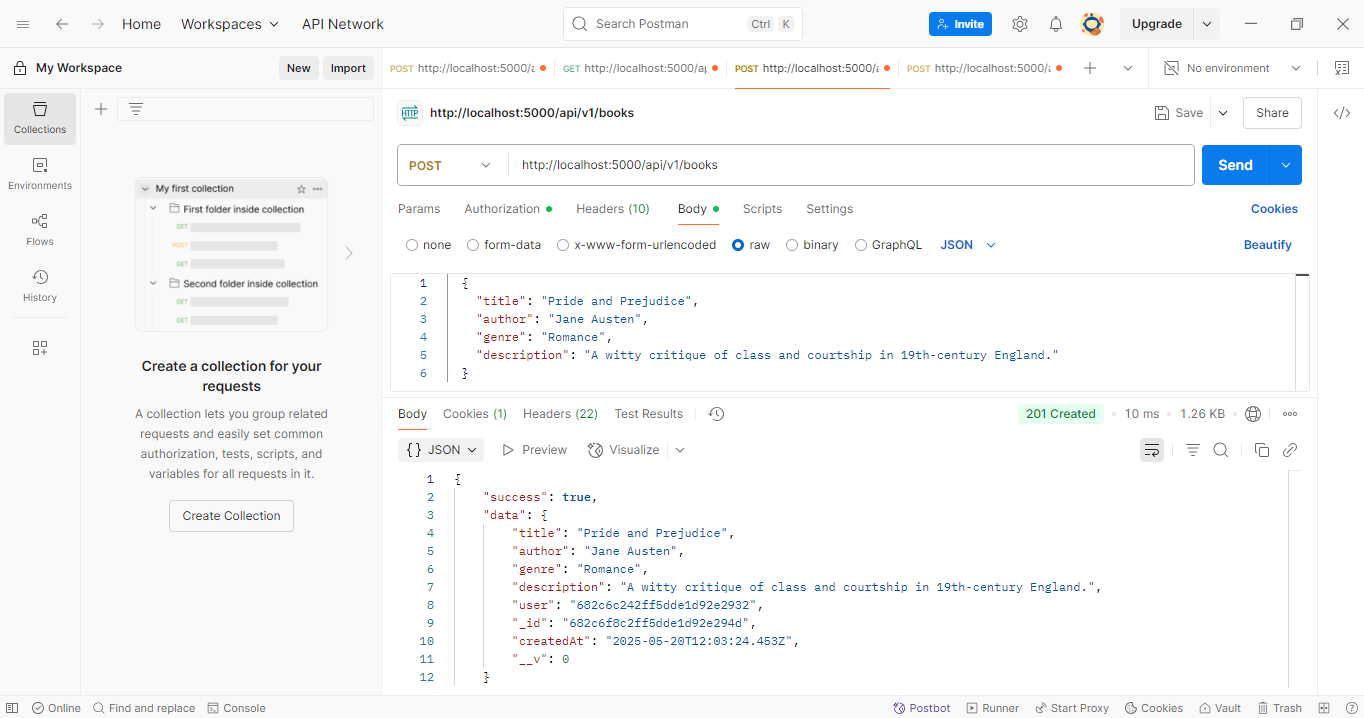 Home Workspaces API Network Search Postman Ctrl K Invite Upgrade
My Workspace New Import POST http://localhost:5000/a GET http://localhost:5000/ap POST http://localhost:5000/a POST http://localhost:5000/a No environment
Collections
Environments
Flows
History
My first collection
First folder inside collection
GET
POST
GET
Second folder inside collection
GET
GET
GET
Create a collection for your
requests
A collection lets you group related
requests and easily set common
authorization, tests, scripts, and
variables for all requests in it.
Create Collection
HTTP http://localhost:5000/api/v1/books Save Share
POST http://localhost:5000/api/v1/books Send
Params Authorization Headers (10) Body Scripts Settings Cookies
none form-data x-www-form-urlencoded raw binary GraphQL JSON Beautify
1 {
2 "title": "Pride and Prejudice",
3 "author": "Jane Austen",
4 "genre": "Romance",
5 "description": "A witty critique of class and courtship in 19th-century England."
6 }
Body Cookies (1) Headers (22) Test Results 201 Created 10 ms 1.26 KB
{} JSON Preview Visualize
1 {
2 "success": true,
3 "data": {
4 "title": "Pride and Prejudice",
5 "author": "Jane Austen",
6 "genre": "Romance",
7 "description": "A witty critique of class and courtship in 19th-century England.",
8 "user": "682c6c242ff5dde1d92e2932",
9 "_id": "682c6f8c2ff5dde1d92e294d",
10 "createdAt": "2025-05-20T12:03:24.453Z",
11 "__v": 0
12 }
Online Find and replace Console Postbot Runner Start Proxy Cookies Vault Trash